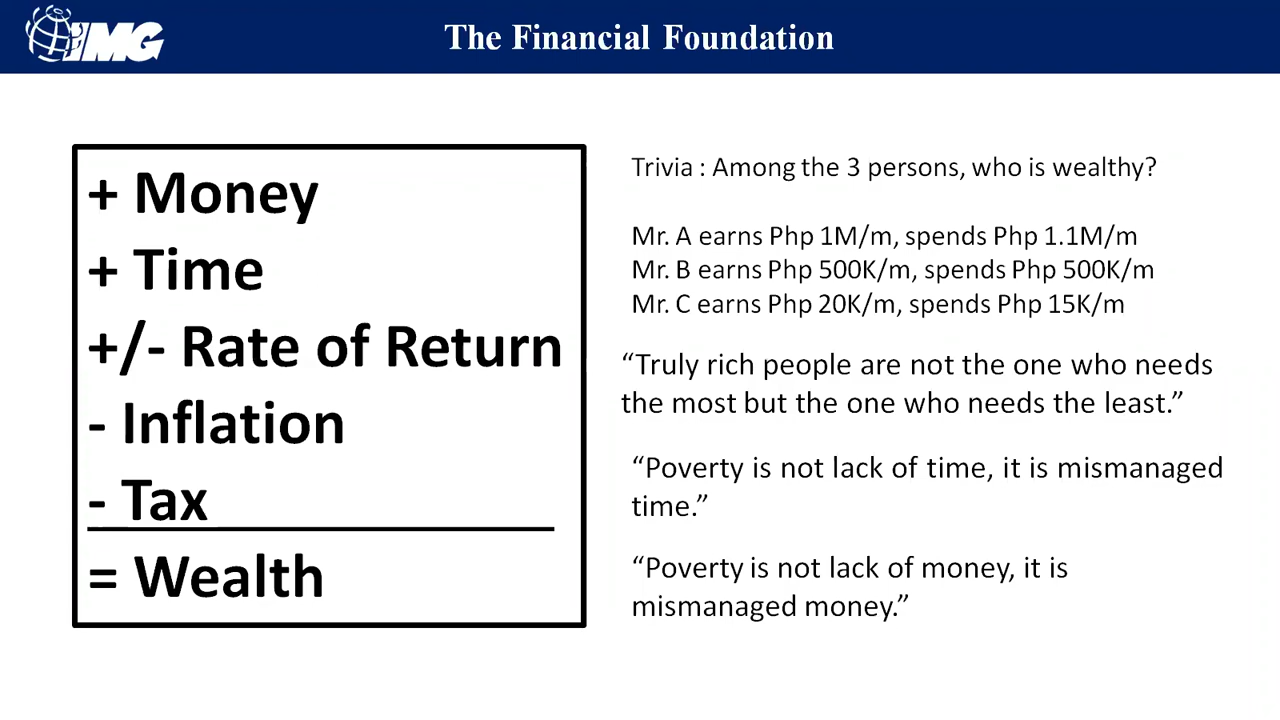 IMG
The Financial Foundation
+ Money
+ Time
+/- Rate of Return
- Inflation
- Tax
= Wealth
Trivia : Among the 3 persons, who is wealthy?
Mr. A earns Php 1M/m, spends Php 1.1M/m
Mr. B earns Php 500K/m, spends Php 500K/m
Mr. C earns Php 20K/m, spends Php 15K/m
“Truly rich people are not the one who needs
the most but the one who needs the least.”
“Poverty is not lack of time, it is mismanaged
time.”
“Poverty is not lack of money, it is
mismanaged money.”